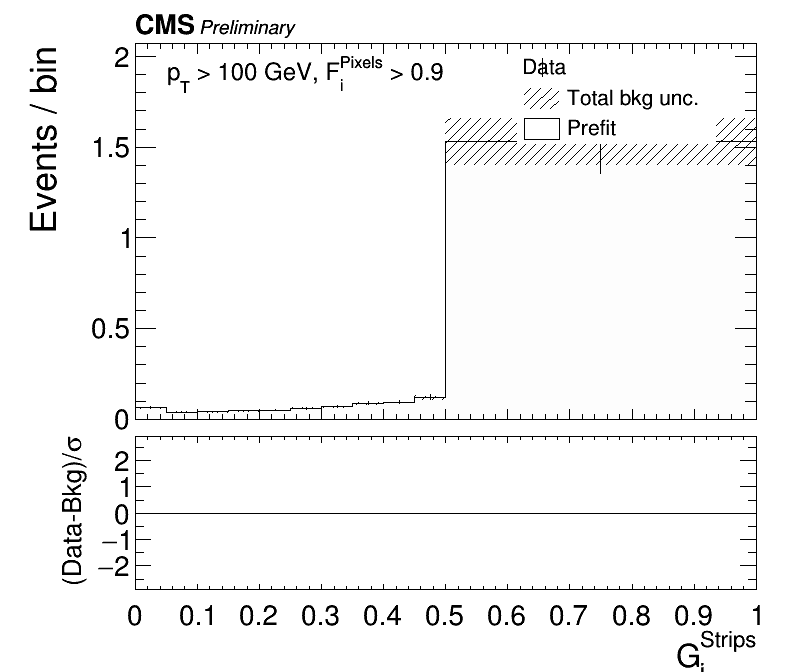 CMS Preliminary
p_T > 100 GeV, F_i^Pixels > 0.9
Data
Total bkg unc.
Prefit
Events / bin
2
1.5
1
0.5
0
(Data-Bkg)/σ
2
1
0
−1
−2
0 0.1 0.2 0.3 0.4 0.5 0.6 0.7 0.8 0.9 1
G_i^Strips